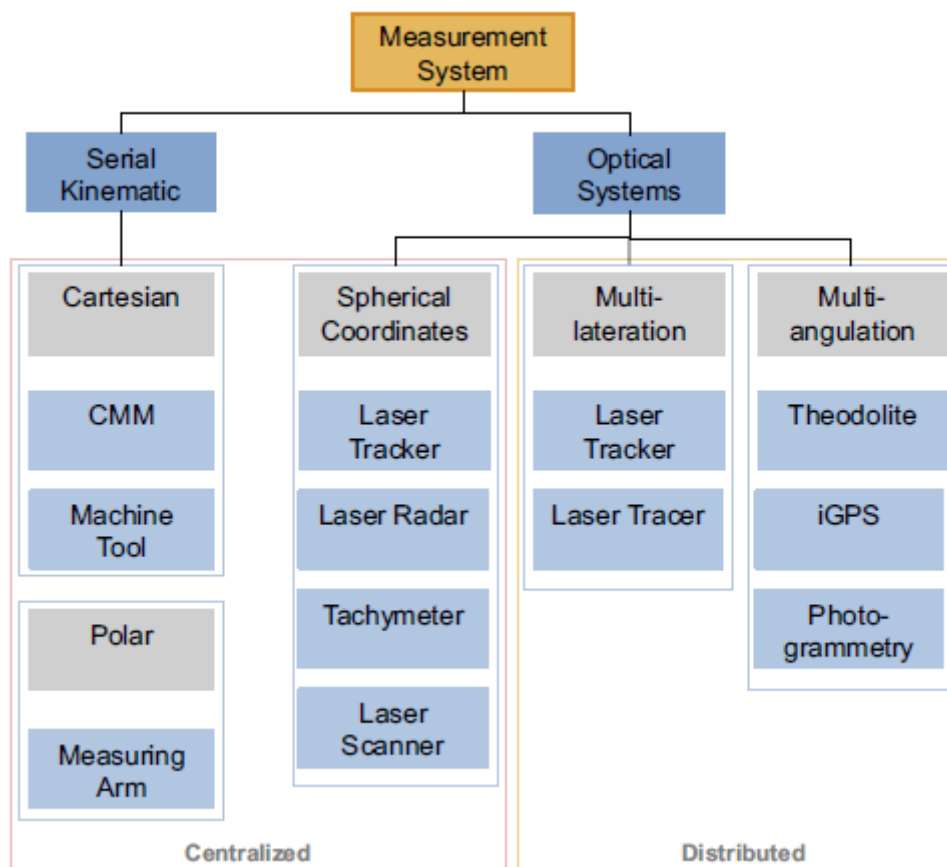 Measurement
System
Serial
Kinematic
Optical
Systems
Cartesian
CMM
Machine
Tool
Polar
Measuring
Arm
Spherical
Coordinates
Laser
Tracker
Laser Radar
Tachymeter
Laser
Scanner
Multi-
lateration
Laser
Tracker
Laser Tracer
Multi-
angulation
Theodolite
iGPS
Photo-
grammetry
Centralized
Distributed